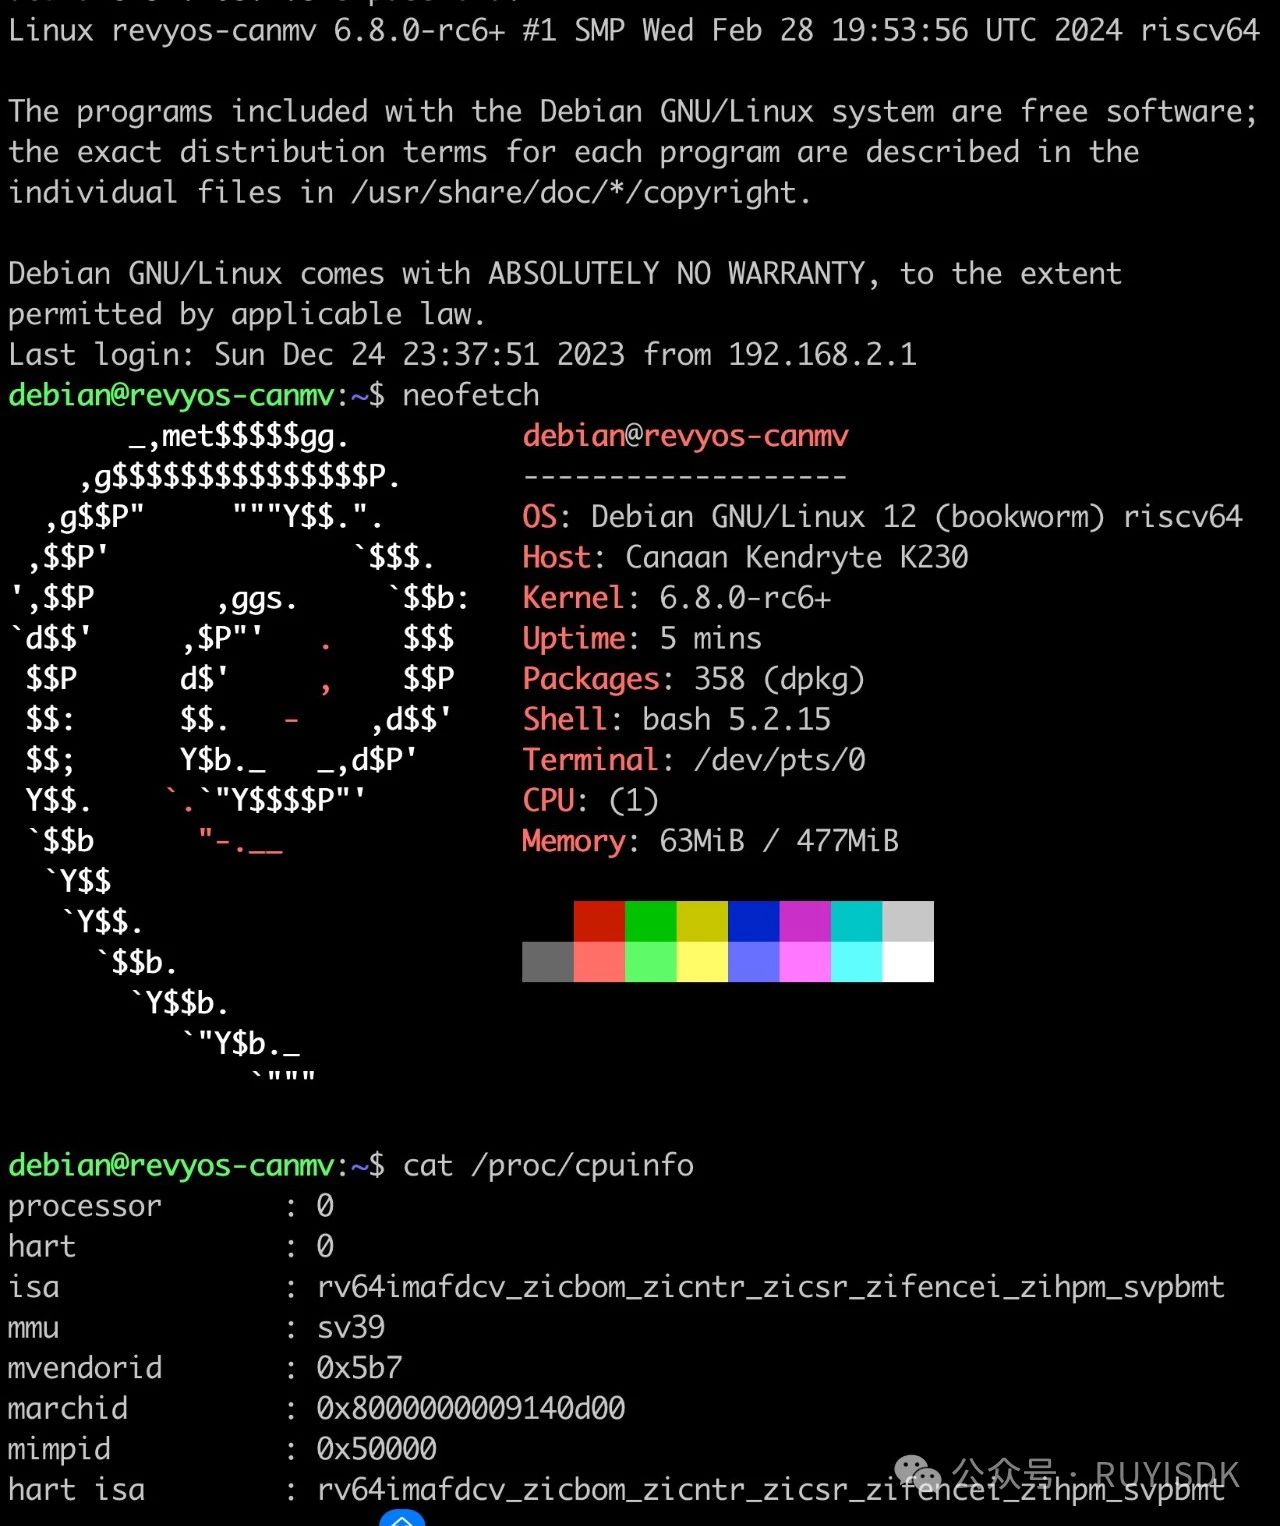 Linux revyos-canmv 6.8.0-rc6+ #1 SMP Wed Feb 28 19:53:56 UTC 2024 riscv64

The programs included with the Debian GNU/Linux system are free software;
the exact distribution terms for each program are described in the
individual files in /usr/share/doc/*/copyright.

Debian GNU/Linux comes with ABSOLUTELY NO WARRANTY, to the extent
permitted by applicable law.
Last login: Sun Dec 24 23:37:51 2023 from 192.168.2.1
debian@revyos-canmv:~$ neofetch
       _,met$$$$$gg.          debian@revyos-canmv
    ,g$$$$$$$$$$$$$$$P.       -------------------
  ,g$$P"     """Y$$.".        OS: Debian GNU/Linux 12 (bookworm) riscv64
 ,$$P'              `$$$.     Host: Canaan Kendryte K230
',$$P       ,ggs.     `$$b:   Kernel: 6.8.0-rc6+
`d$$'     ,$P"'   .    $$$    Uptime: 5 mins
 $$P      d$'     ,    $$P    Packages: 358 (dpkg)
 $$:      $$.   -    ,d$$'    Shell: bash 5.2.15
 $$;      Y$b._   _,d$P'      Terminal: /dev/pts/0
 Y$$.    `.`"Y$$$$P"'         CPU: (1)
 `$$b      "-.__              Memory: 63MiB / 477MiB
  `Y$$
   `Y$$.
     `$$b.
       `Y$$b.
          `"Y$b._
              `"""

debian@revyos-canmv:~$ cat /proc/cpuinfo
processor       : 0
hart            : 0
isa             : rv64imafdcv_zicbom_zicntr_zicsr_zifencei_zihpm_svpbmt
mmu             : sv39
mvendorid       : 0x5b7
marchid         : 0x8000000009140d00
mimpid          : 0x50000
hart isa        : rv64imafdcv_zicbom_zicntr_zicsr_zifencei_zihpm_svpbmt
公众号 · RUYISDK